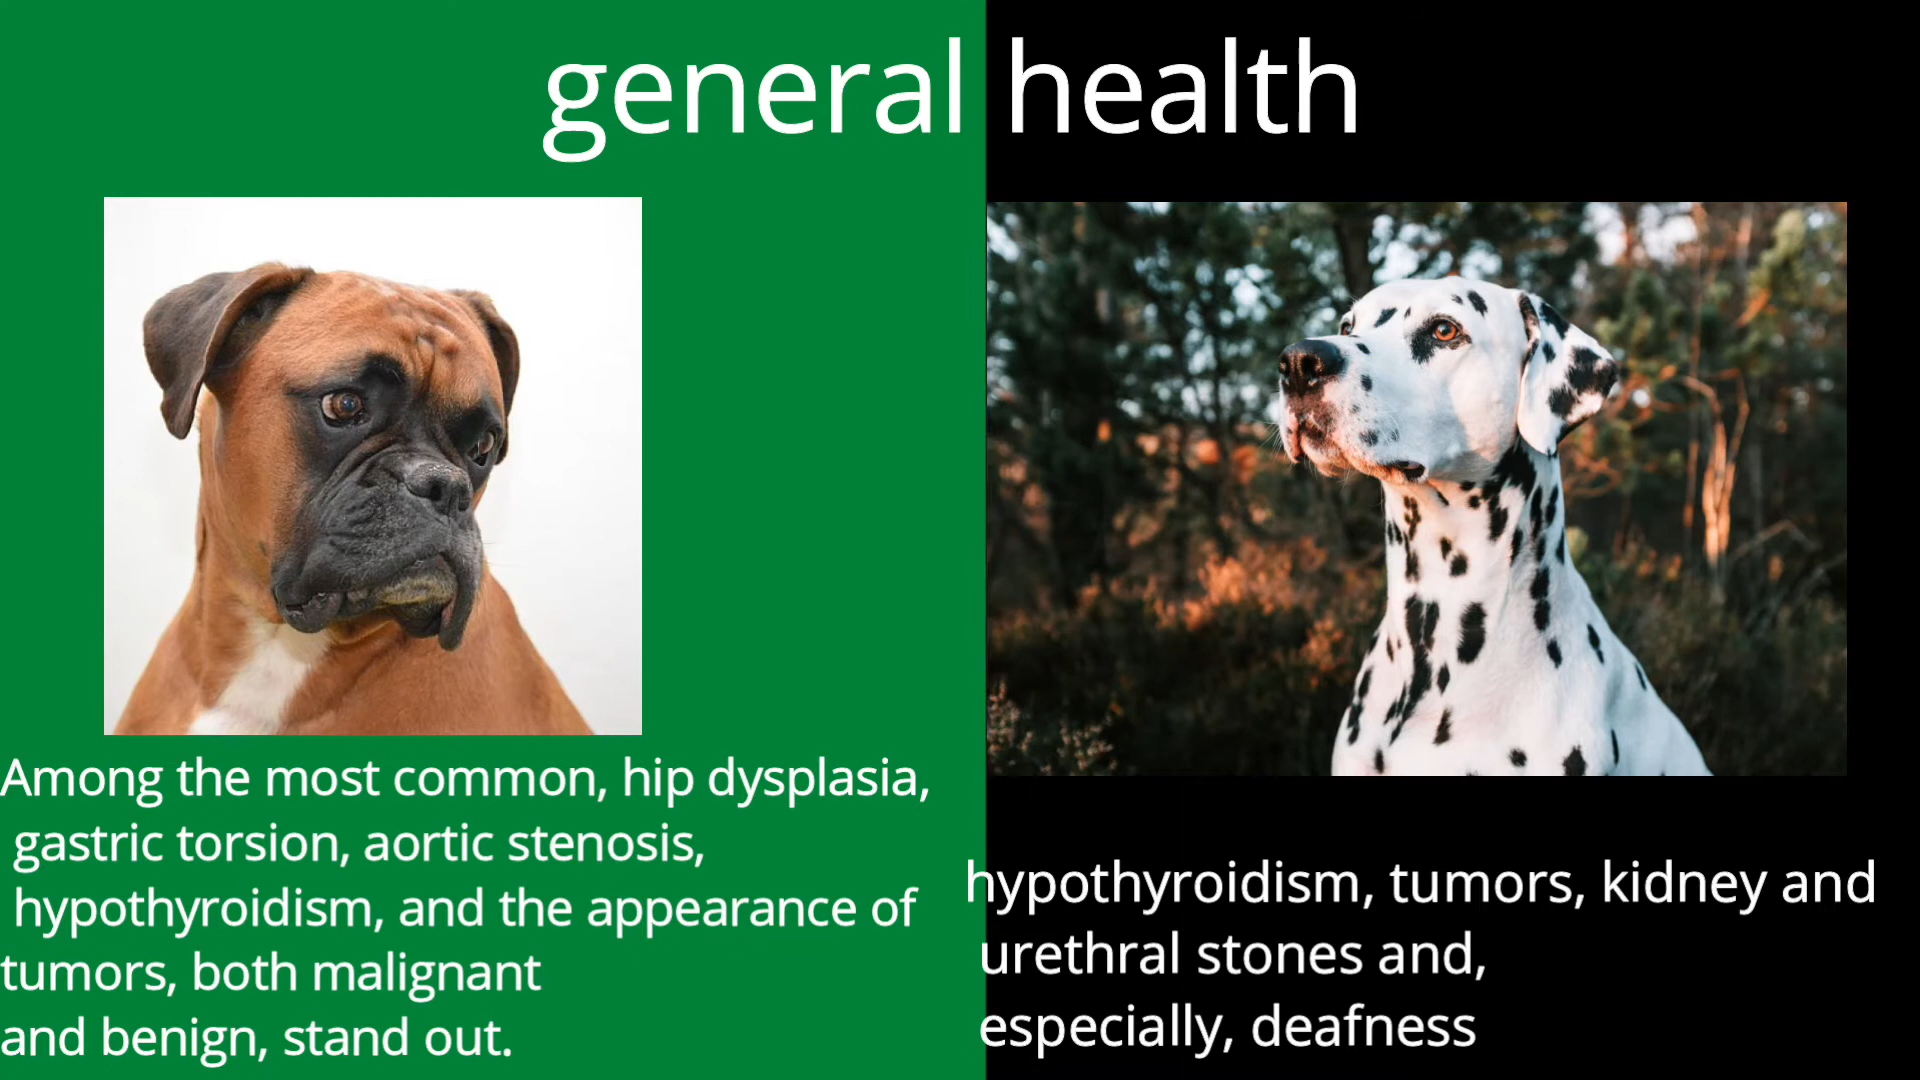 general health
Among the most common, hip dysplasia,
gastric torsion, aortic stenosis,
hypothyroidism, and the appearance of
tumors, both malignant
and benign, stand out.
hypothyroidism, tumors, kidney and
urethral stones and,
especially, deafness